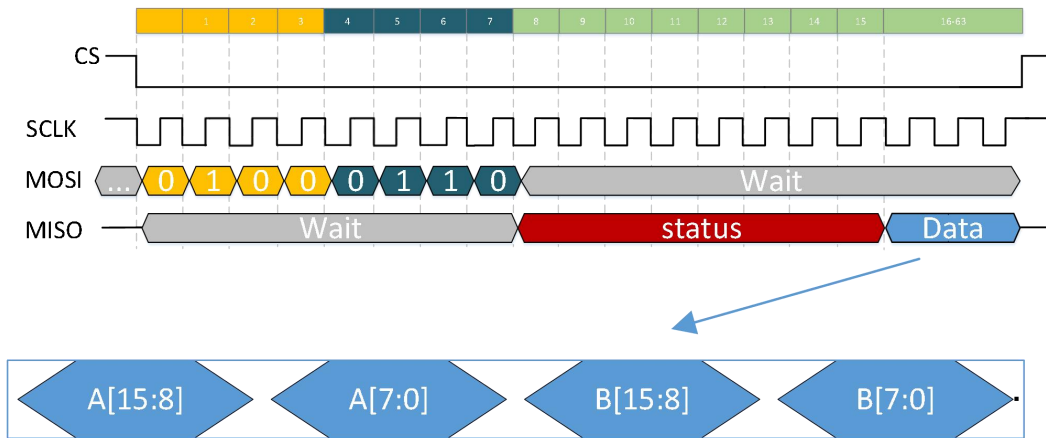 1 2 3 4 5 6 7 8 9 10 11 12 13 14 15 16-63
CS
SCLK
MOSI ... 0 1 0 0 0 1 1 0 Wait
MISO Wait status Data
A[15:8] A[7:0] B[15:8] B[7:0] .